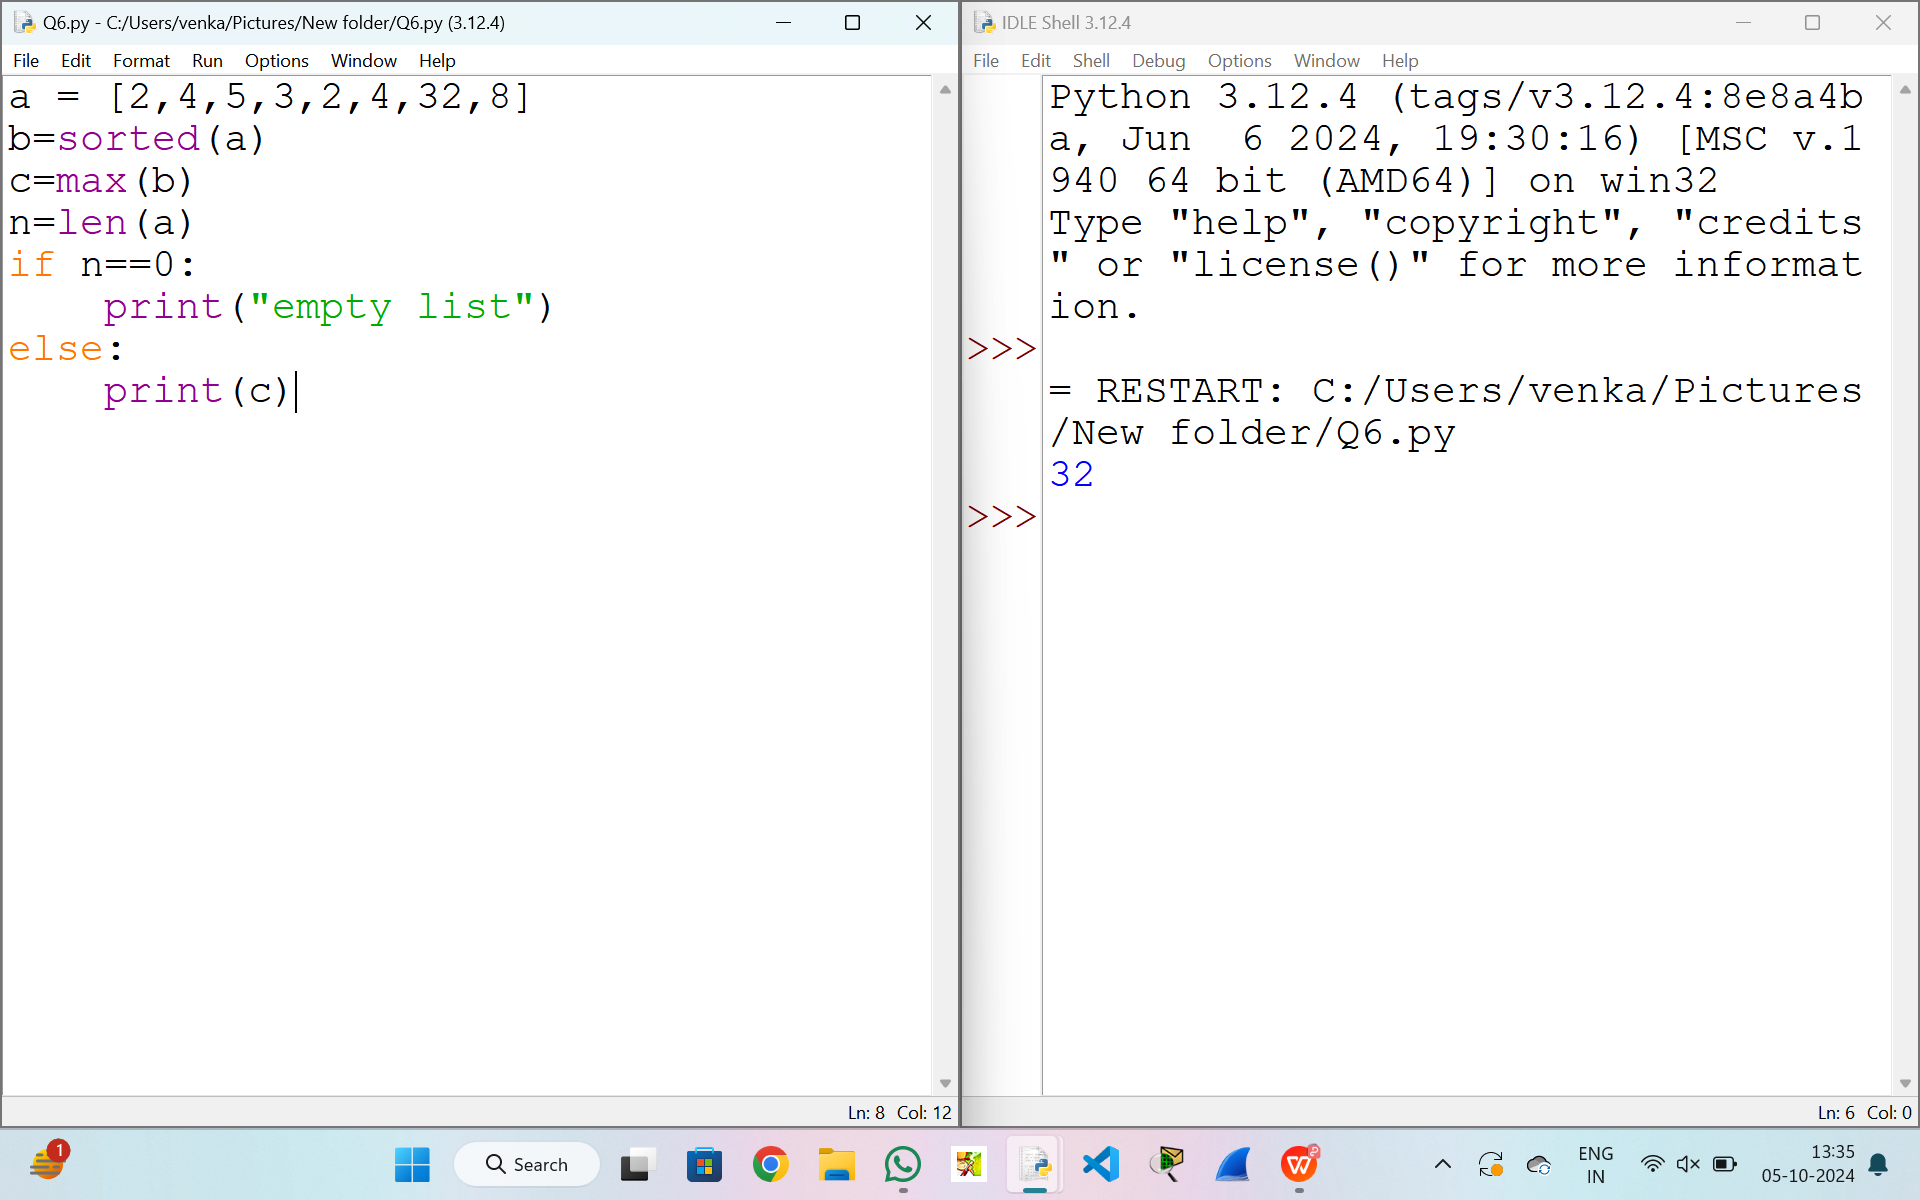 Q6.py - C:/Users/venka/Pictures/New folder/Q6.py (3.12.4)
File Edit Format Run Options Window Help
a = [2,4,5,3,2,4,32,8]
b=sorted(a)
c=max(b)
n=len(a)
if n==0:
    print("empty list")
else:
    print(c)
Ln: 8 Col: 12
IDLE Shell 3.12.4
File Edit Shell Debug Options Window Help
Python 3.12.4 (tags/v3.12.4:8e8a4b
a, Jun  6 2024, 19:30:16) [MSC v.1
940 64 bit (AMD64)] on win32
Type "help", "copyright", "credits
" or "license()" for more informat
ion.
>>>
= RESTART: C:/Users/venka/Pictures
/New folder/Q6.py
32
>>>
Ln: 6 Col: 0
1
Search
ENG
IN
13:35
05-10-2024